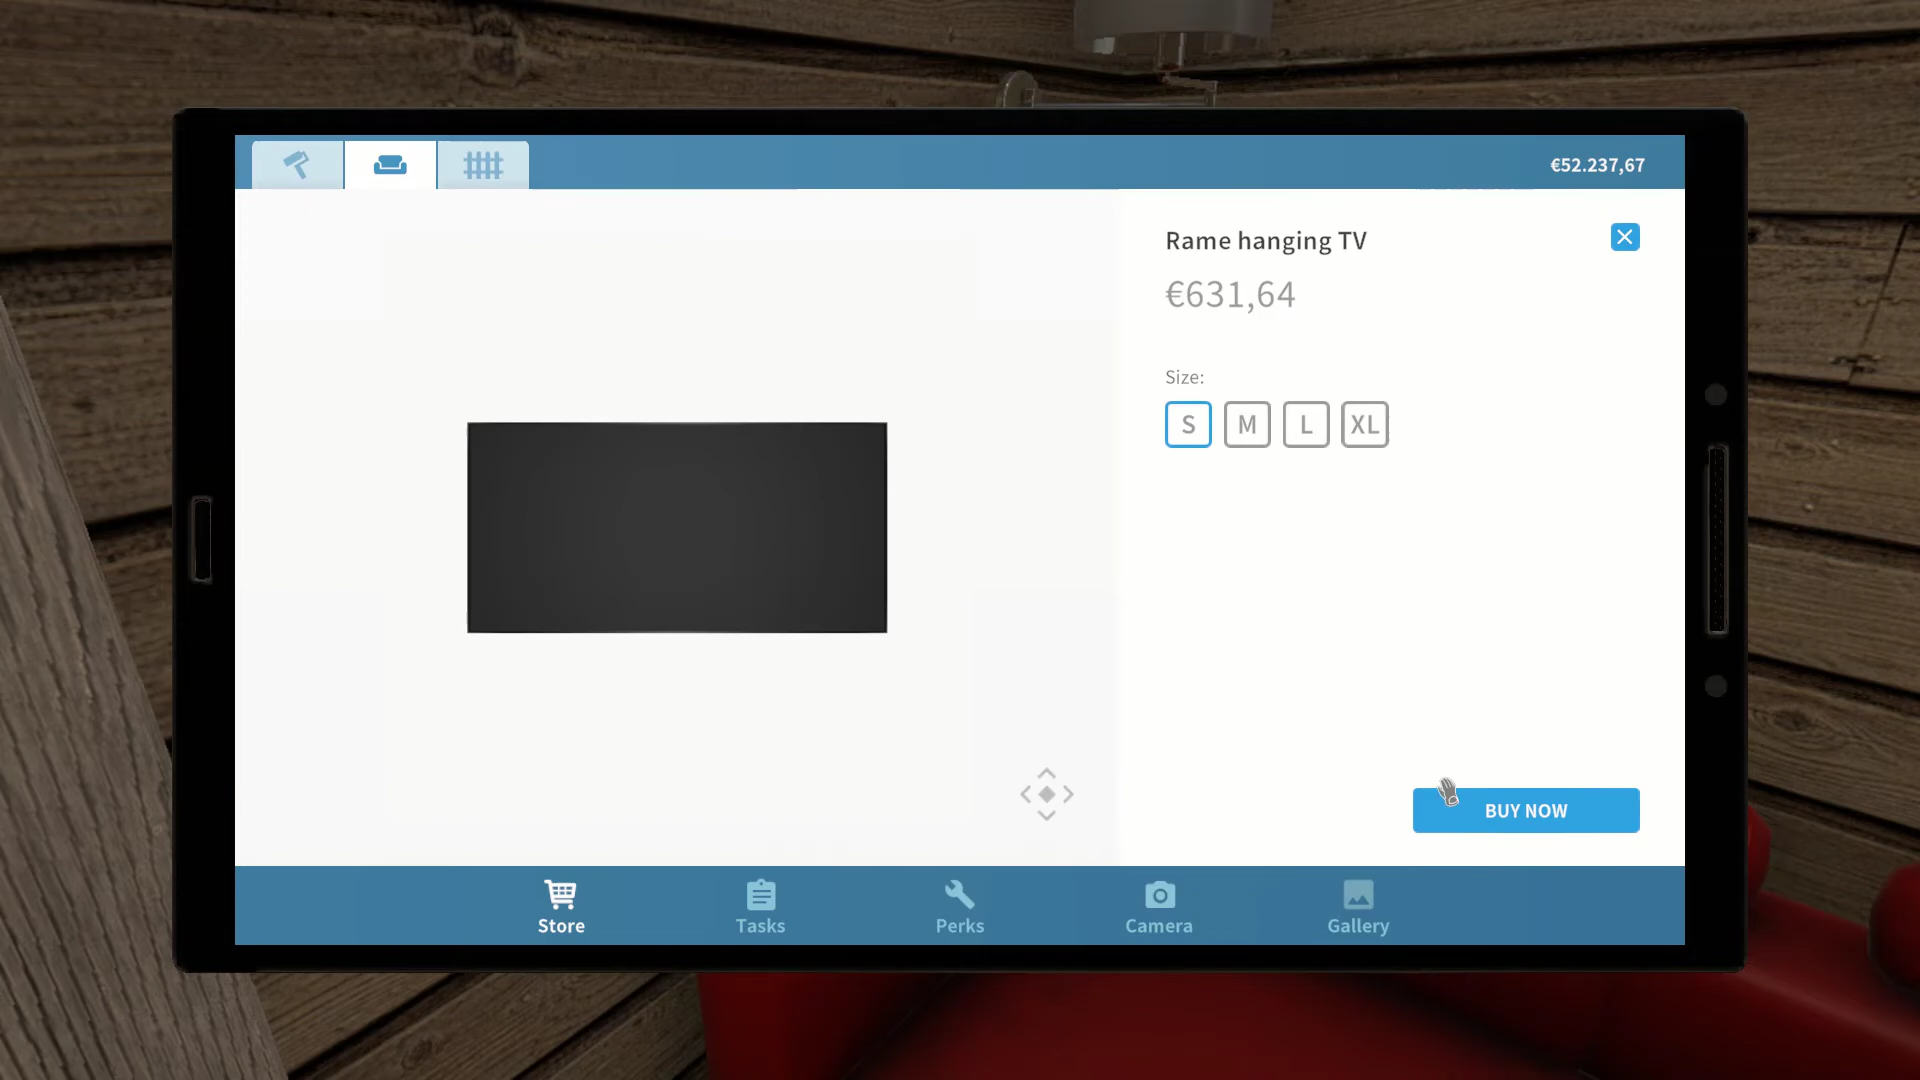 €52.237,67
Rame hanging TV
€631,64
Size:
S M L XL
BUY NOW
Store Tasks Perks Camera Gallery